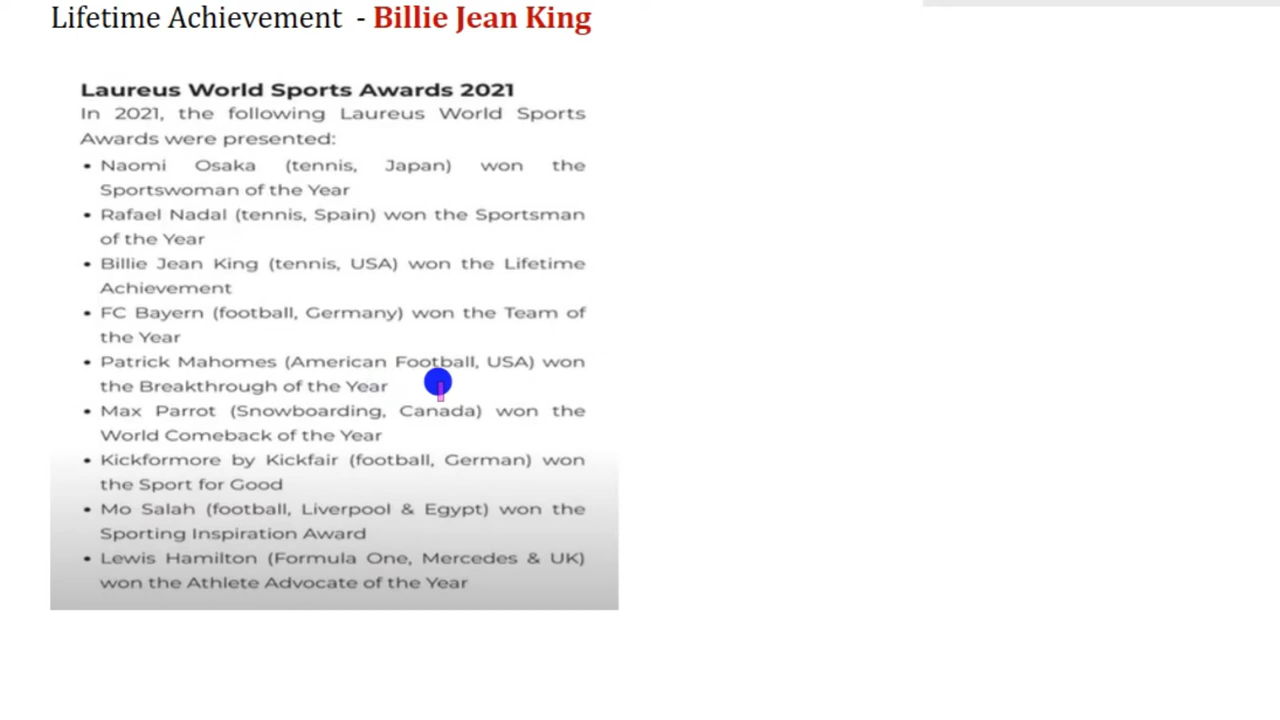 Lifetime Achievement - Billie Jean King
Laureus World Sports Awards 2021
In 2021, the following Laureus World Sports
Awards were presented:
• Naomi Osaka (tennis, Japan) won the
Sportswoman of the Year
• Rafael Nadal (tennis, Spain) won the Sportsman
of the Year
• Billie Jean King (tennis, USA) won the Lifetime
Achievement
• FC Bayern (football, Germany) won the Team of
the Year
• Patrick Mahomes (American Football, USA) won
the Breakthrough of the Year
• Max Parrot (Snowboarding, Canada) won the
World Comeback of the Year
• Kickformore by Kickfair (football, German) won
the Sport for Good
• Mo Salah (football, Liverpool & Egypt) won the
Sporting Inspiration Award
• Lewis Hamilton (Formula One, Mercedes & UK)
won the Athlete Advocate of the Year